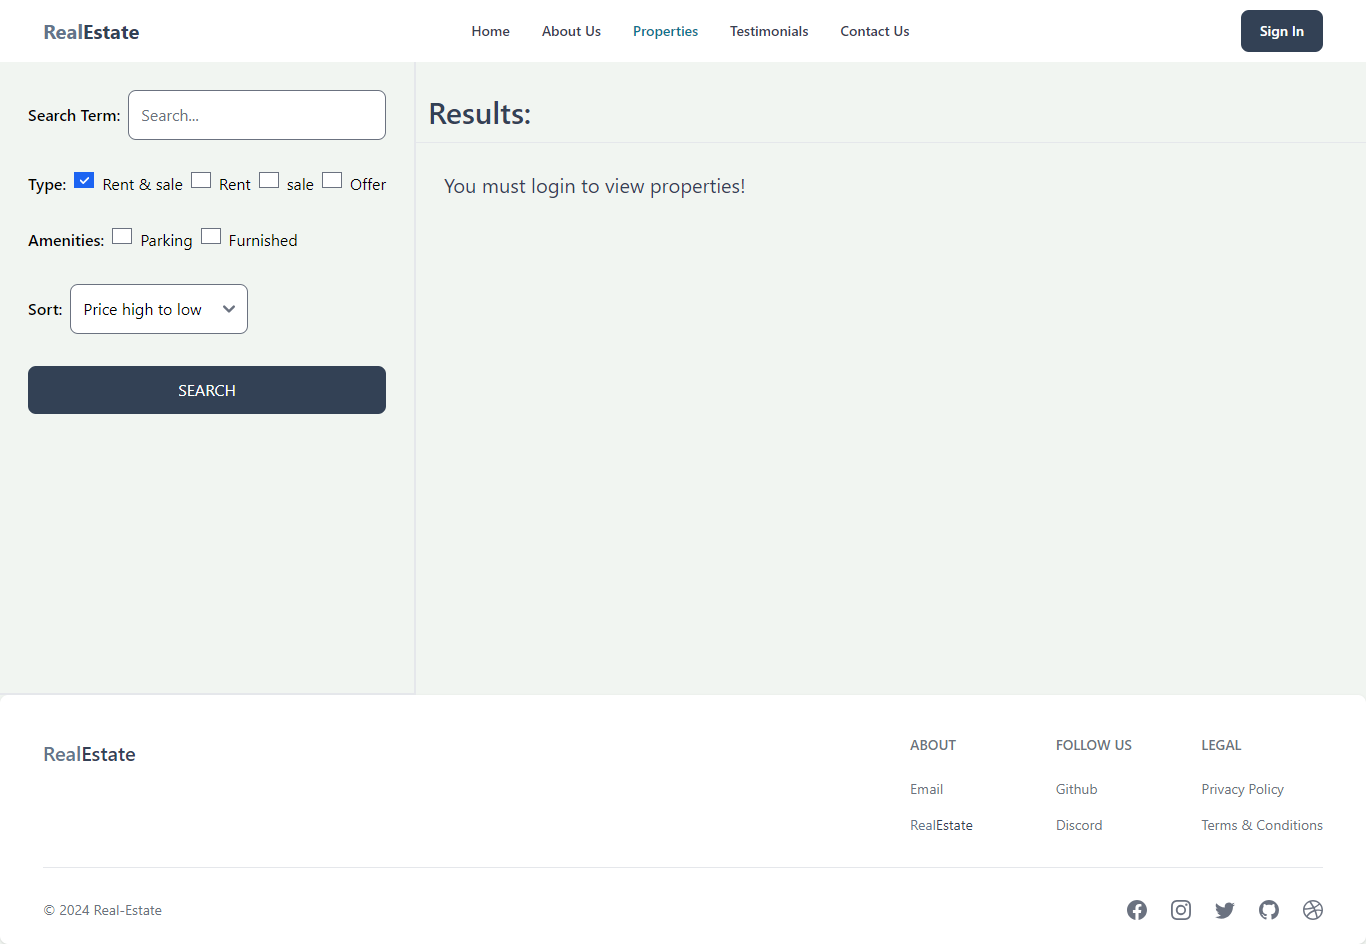 RealEstate
Home About Us Properties Testimonials Contact Us
Sign In
Search Term: Search...
Type: Rent & sale Rent sale Offer
Amenities: Parking Furnished
Sort: Price high to low
SEARCH
Results:
You must login to view properties!
RealEstate
ABOUT
Email
RealEstate
FOLLOW US
Github
Discord
LEGAL
Privacy Policy
Terms & Conditions
© 2024 Real-Estate